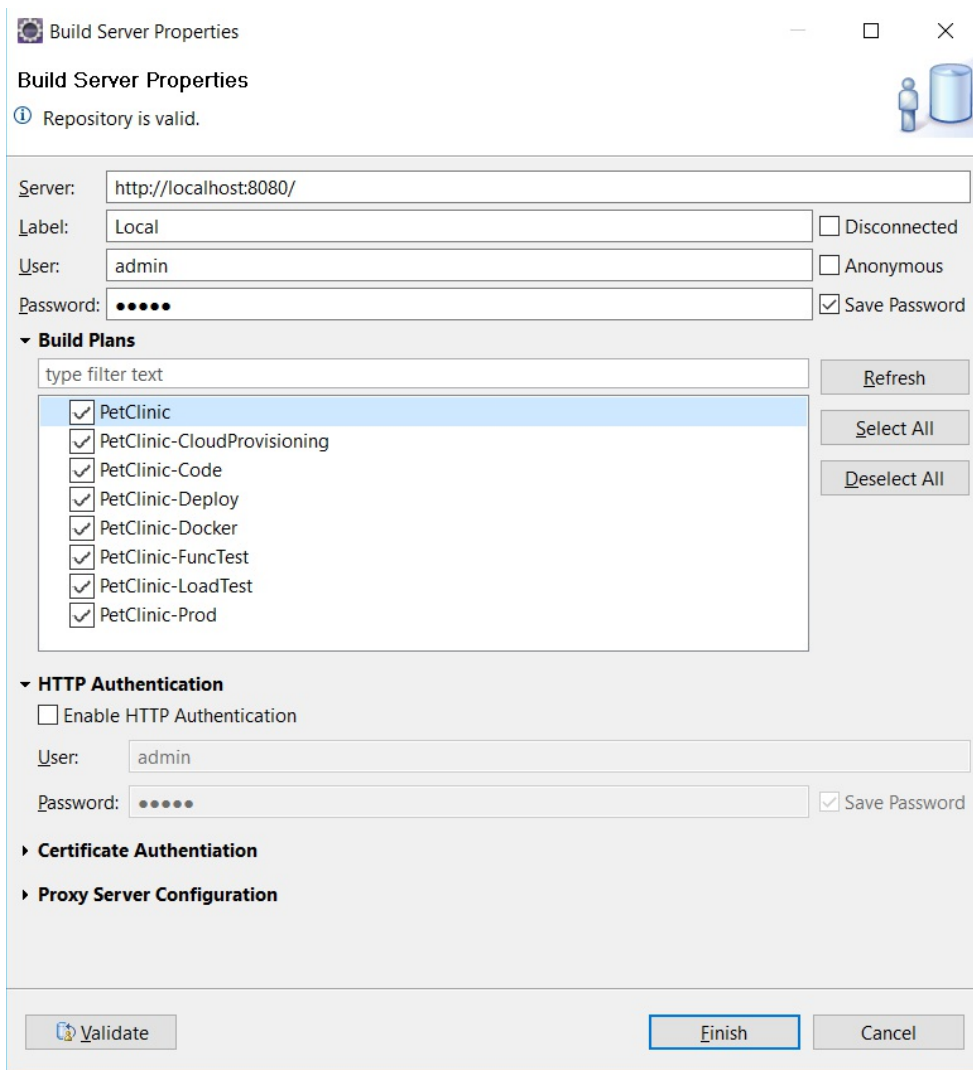 Build Server Properties
Build Server Properties
Repository is valid.
Server: http://localhost:8080/
Label: Local Disconnected
User: admin Anonymous
Password: ●●●●● Save Password
Build Plans
type filter text Refresh
PetClinic
Select All
PetClinic-CloudProvisioning
PetClinic-Code
Deselect All
PetClinic-Deploy
PetClinic-Docker
PetClinic-FuncTest
PetClinic-LoadTest
PetClinic-Prod
HTTP Authentication
Enable HTTP Authentication
User: admin
Password: ●●●●● Save Password
Certificate Authentiation
Proxy Server Configuration
Validate Finish Cancel